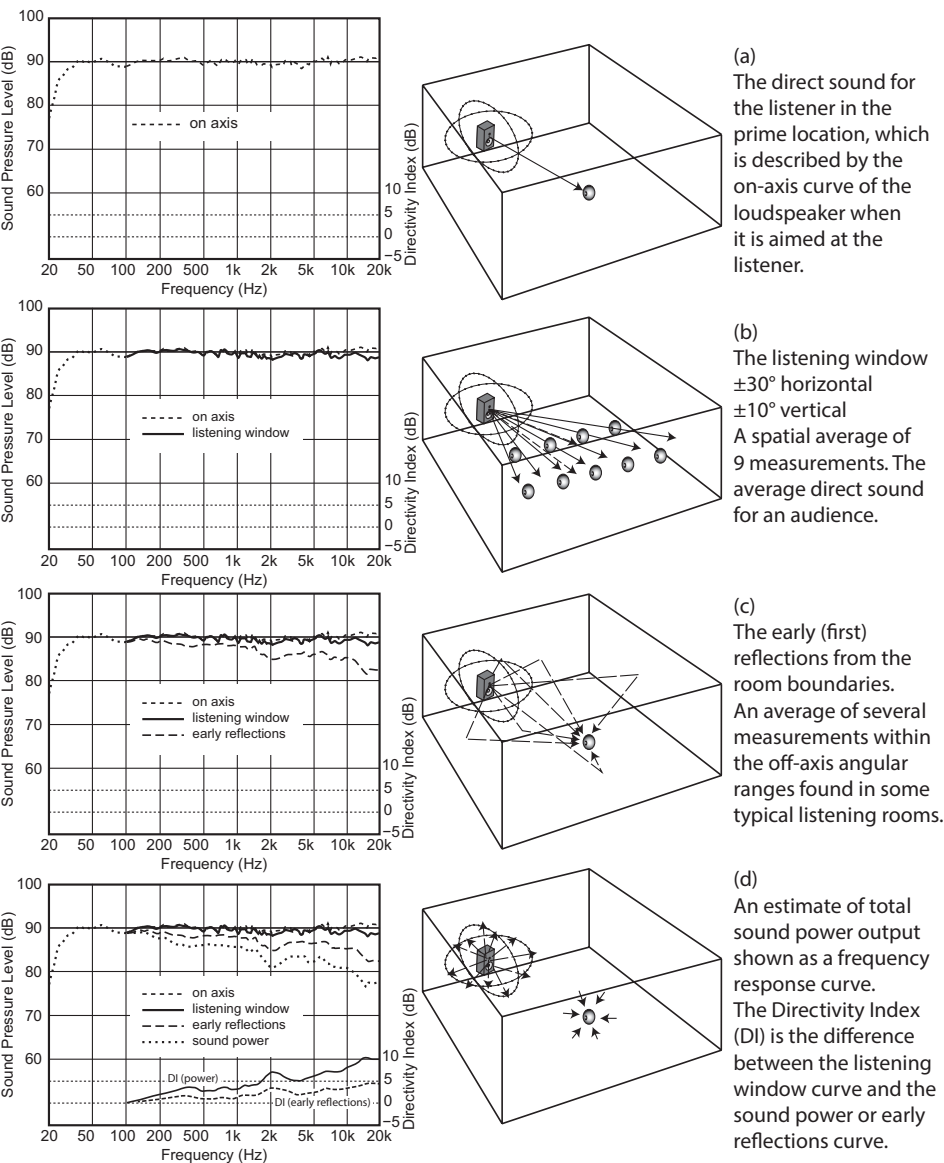 100
90
80
70
60
Sound Pressure Level (dB)
on axis
10
5
0
−5
Directivity Index (dB)
20 50 100 200 500 1k 2k 5k 10k 20k
Frequency (Hz)
(a)
The direct sound for
the listener in the
prime location, which
is described by the
on-axis curve of the
loudspeaker when
it is aimed at the
listener.
100
90
80
70
60
Sound Pressure Level (dB)
on axis
listening window
10
5
0
−5
Directivity Index (dB)
20 50 100 200 500 1k 2k 5k 10k 20k
Frequency (Hz)
(b)
The listening window
±30° horizontal
±10° vertical
A spatial average of
9 measurements. The
average direct sound
for an audience.
100
90
80
70
60
Sound Pressure Level (dB)
on axis
listening window
early reflections
10
5
0
−5
Directivity Index (dB)
20 50 100 200 500 1k 2k 5k 10k 20k
Frequency (Hz)
(c)
The early (first)
reflections from the
room boundaries.
An average of several
measurements within
the off-axis angular
ranges found in some
typical listening rooms.
100
90
80
70
60
Sound Pressure Level (dB)
on axis
listening window
early reflections
sound power
DI (power)
DI (early reflections)
10
5
0
−5
Directivity Index (dB)
20 50 100 200 500 1k 2k 5k 10k 20k
Frequency (Hz)
(d)
An estimate of total
sound power output
shown as a frequency
response curve.
The Directivity Index
(DI) is the difference
between the listening
window curve and the
sound power or early
reflections curve.